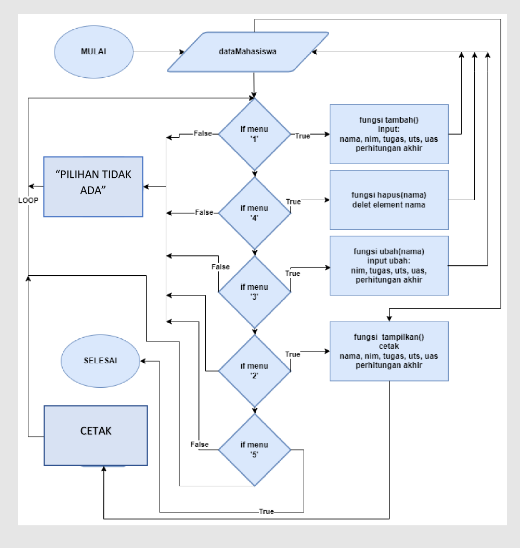 MULAI
dataMahasiswa
if menu
'1'
False
True
fungsi tambah()
input:
nama, nim, tugas, uts, uas
perhitungan akhir
"PILIHAN TIDAK
ADA"
LOOP
if menu
'4'
False
True
fungsi hapus(nama)
delet element nama
if menu
'3'
False
True
fungsi ubah(nama)
input ubah:
nim, tugas, uts, uas,
perhitungan akhir
if menu
'2'
True
fungsi tampilkan()
cetak
nama, nim, tugas, uts, uas
perhitungan akhir
SELESAI
CETAK
if menu
'5'
False
True